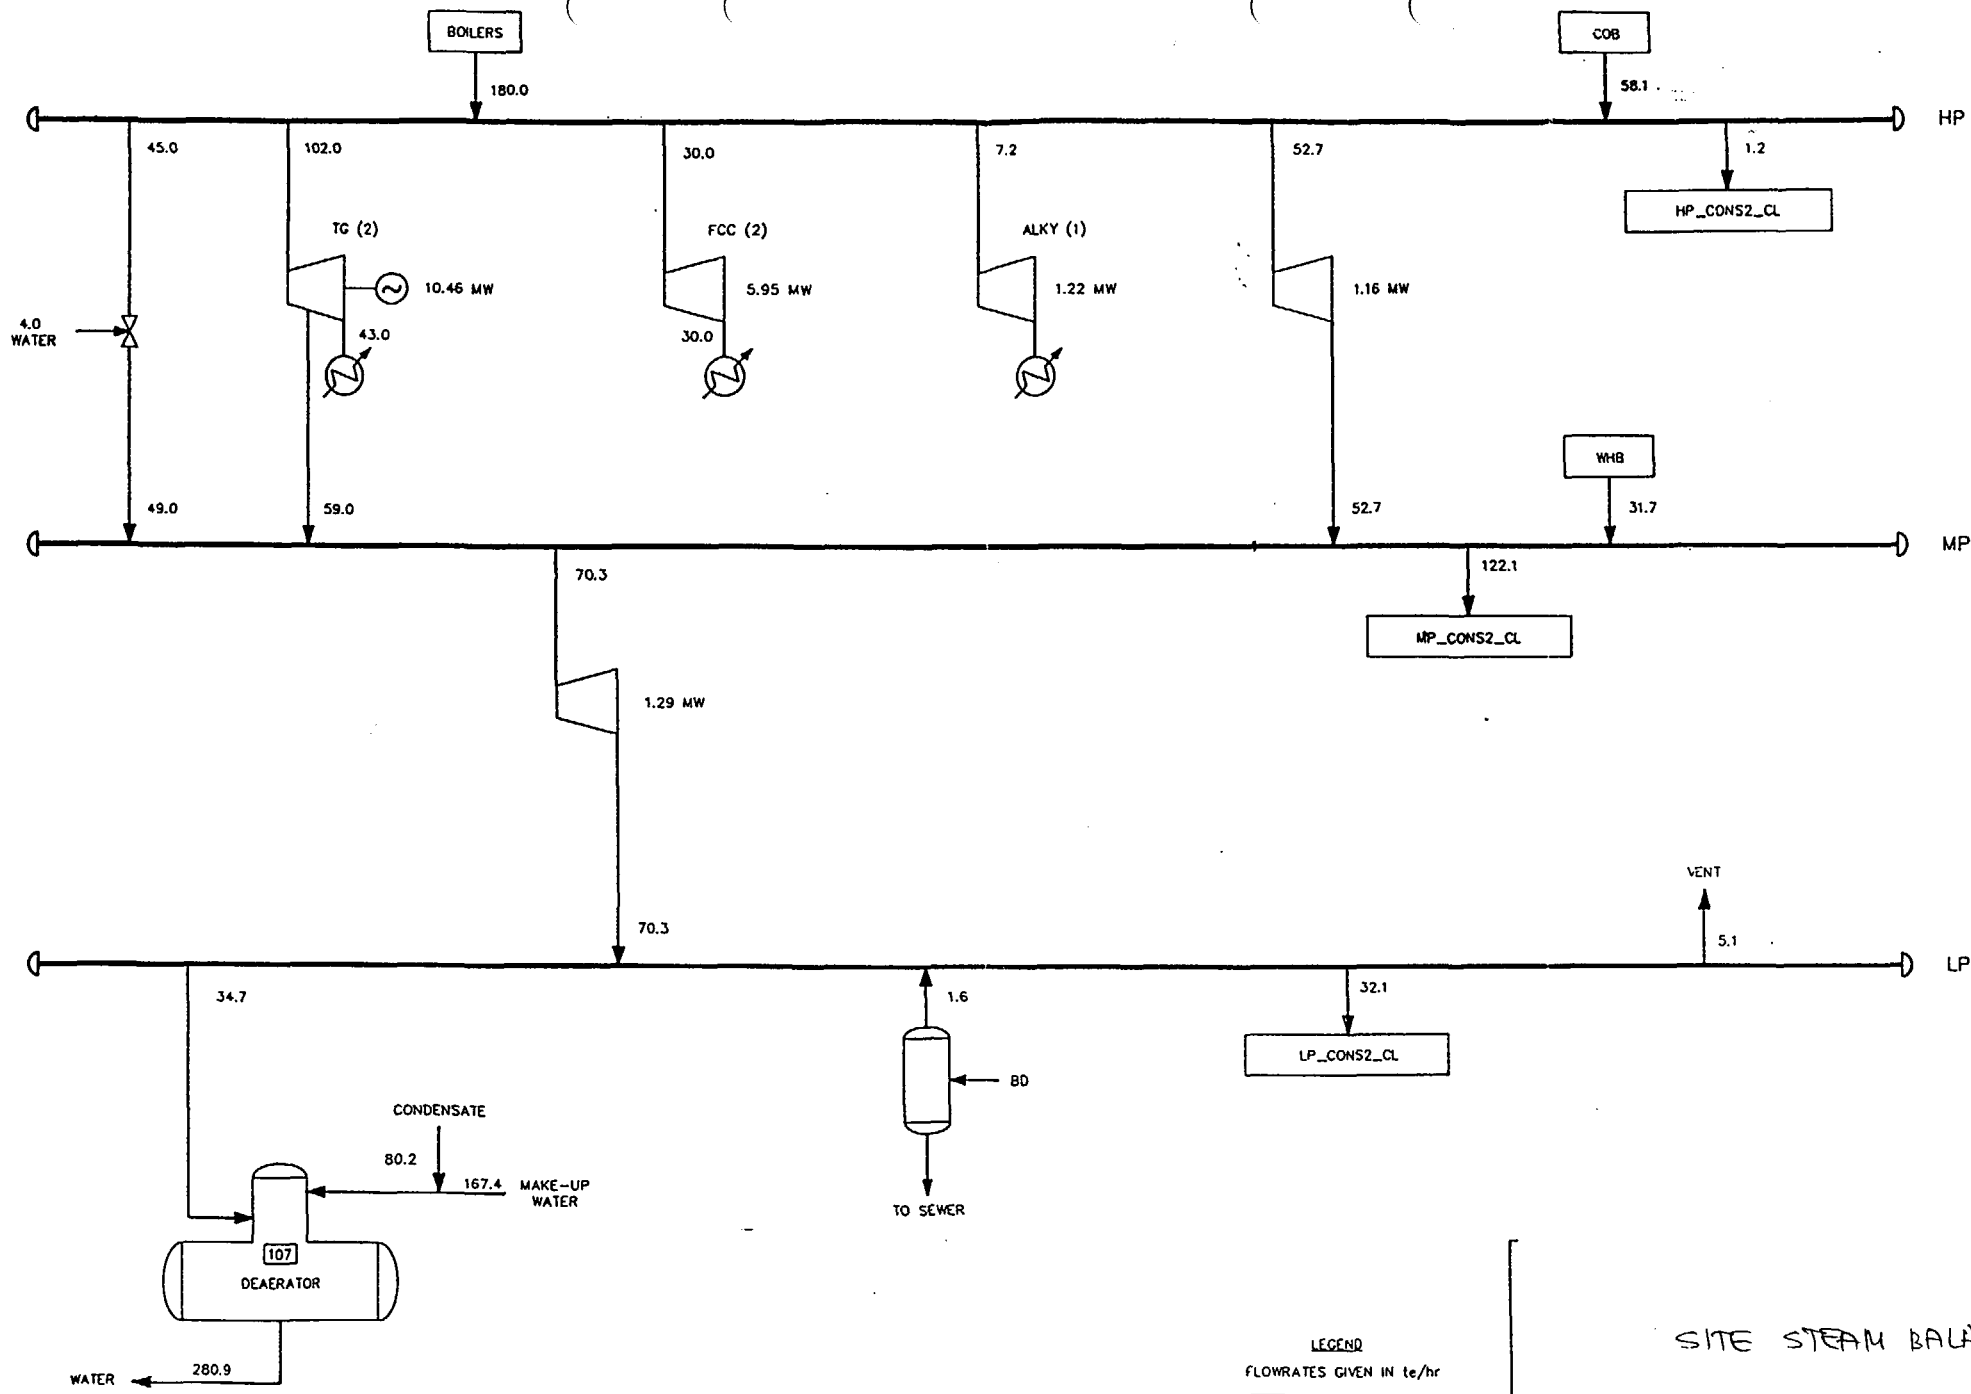 BOILERS
COB
180.0
58.1
HP
45.0
102.0
30.0
7.2
52.7
1.2
HP_CONS2_CL
TG (2)
FCC (2)
ALKY (1)
10.46 MW
5.95 MW
1.22 MW
1.16 MW
4.0
WATER
43.0
30.0
WHB
49.0
59.0
52.7
31.7
MP
70.3
122.1
MP_CONS2_CL
1.29 MW
VENT
70.3
5.1
LP
34.7
1.6
32.1
LP_CONS2_CL
BD
CONDENSATE
80.2
167.4
MAKE-UP
WATER
TO SEWER
107
DEAERATOR
LEGEND
SITE STEAM
FLOWRATES GIVEN IN te/hr
280.9
WATER